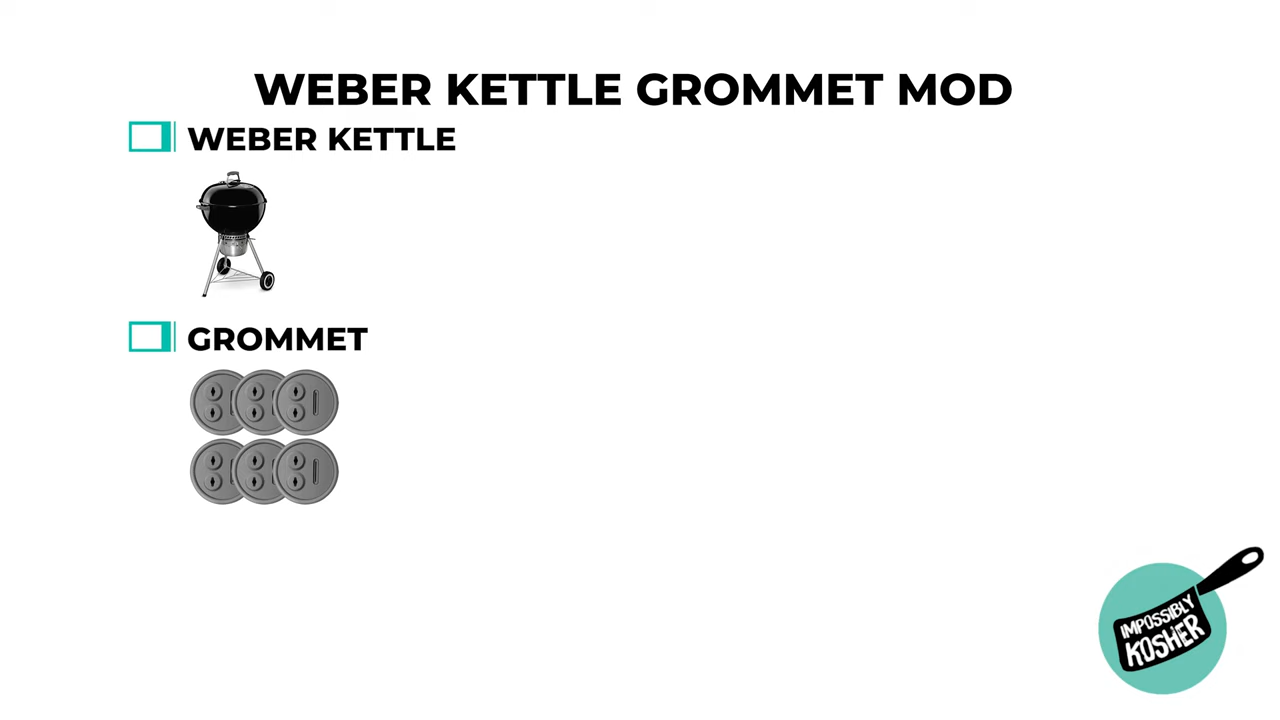 WEBER KETTLE GROMMET MOD
WEBER KETTLE
GROMMET
IMPOSSIBLY
KOSHER